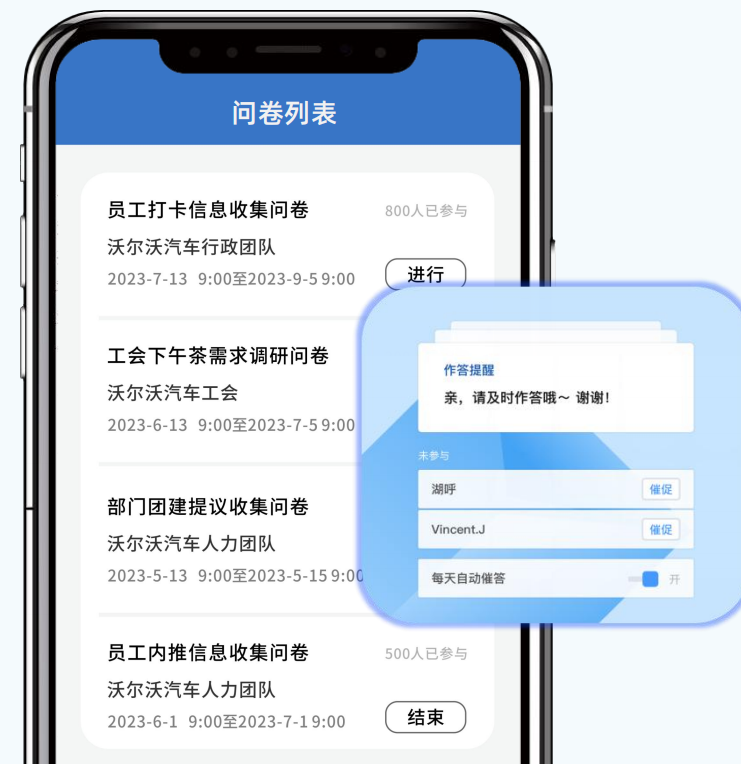 问卷列表
员工打卡信息收集问卷
800人已参与
沃尔沃汽车行政团队
2023-7-13 9:00至2023-9-5 9:00
进行
工会下午茶需求调研问卷
沃尔沃汽车工会
2023-6-13 9:00至2023-7-5 9:00
部门团建提议收集问卷
沃尔沃汽车人力团队
2023-5-13 9:00至2023-5-15 9:00
员工内推信息收集问卷
500人已参与
沃尔沃汽车人力团队
2023-6-1 9:00至2023-7-1 9:00
结束
作答提醒
亲，请及时作答哦～ 谢谢！
未参与
湖呼
催促
Vincent.J
催促
每天自动催答
开